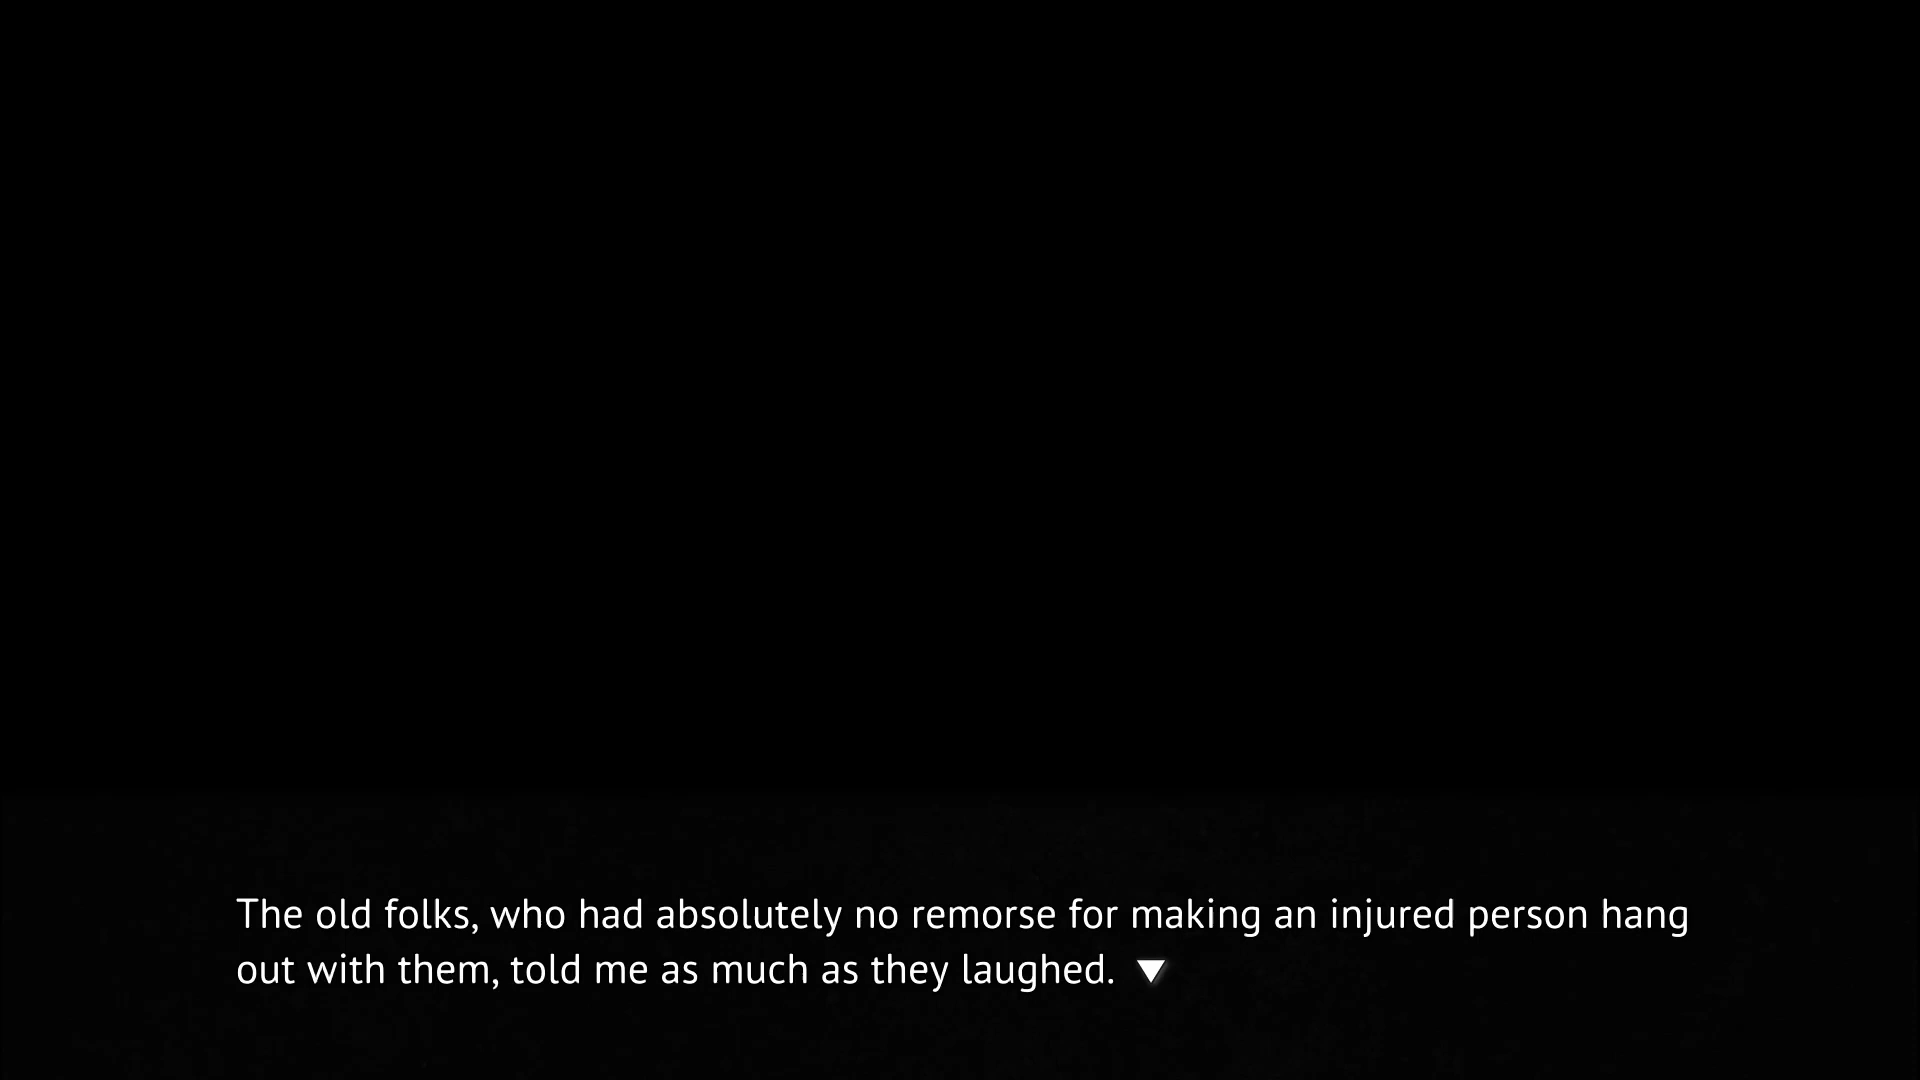 The old folks, who had absolutely no remorse for making an injured person hang
out with them, told me as much as they laughed.